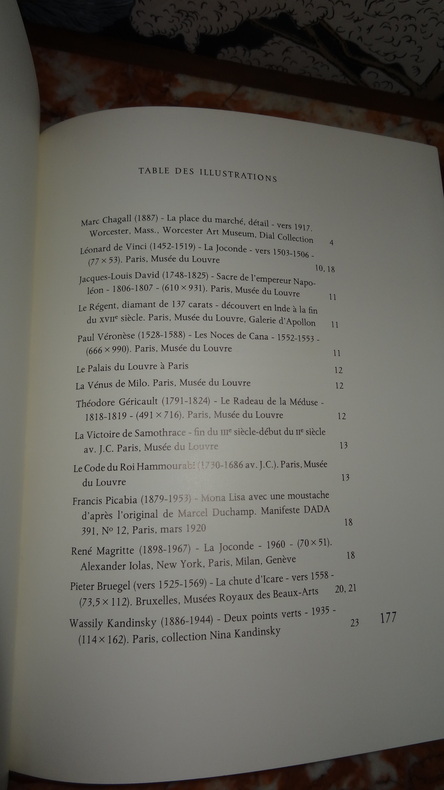 TABLE DES ILLUSTRATIONS
Marc Chagall (1887) - La place du marché, détail - vers 1917.
Worcester, Mass., Worcester Art Museum, Dial Collection 4
Léonard de Vinci (1452-1519) - La Joconde - vers 1503-1506 -
(77 × 53). Paris, Musée du Louvre 10, 18
Jacques-Louis David (1748-1825) - Sacre de l'empereur Napo-
léon - 1806-1807 - (610 × 931). Paris, Musée du Louvre 11
Le Régent, diamant de 137 carats - découvert en Inde à la fin
du XVIIe siècle. Paris, Musée du Louvre, Galerie d'Apollon 11
Paul Véronèse (1528-1588) - Les Noces de Cana - 1552-1553 -
(666 × 990). Paris, Musée du Louvre 11
Le Palais du Louvre à Paris 12
La Vénus de Milo. Paris, Musée du Louvre 12
Théodore Géricault (1791-1824) - Le Radeau de la Méduse -
1818-1819 - (491 × 716). Paris, Musée du Louvre 12
La Victoire de Samothrace - fin du IIIe siècle-début du IIe siècle
av. J.C. Paris, Musée du Louvre 13
Le Code du Roi Hammourabi (1730-1686 av. J.C.). Paris, Musée
du Louvre 13
Francis Picabia (1879-1953) - Mona Lisa avec une moustache
d'après l'original de Marcel Duchamp. Manifeste DADA
391, No 12, Paris, mars 1920 18
René Magritte (1898-1967) - La Joconde - 1960 - (70 × 51).
Alexander Iolas, New York, Paris, Milan, Genève 18
Pieter Bruegel (vers 1525-1569) - La chute d'Icare - vers 1558 -
(73,5 × 112). Bruxelles, Musées Royaux des Beaux-Arts 20, 21
Wassily Kandinsky (1886-1944) - Deux points verts - 1935 -
(114 × 162). Paris, collection Nina Kandinsky 23
177